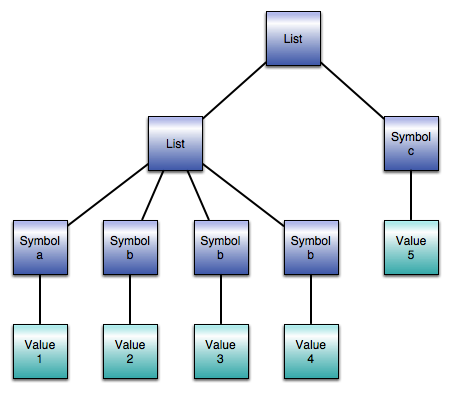 List
List
Symbol
c
Symbol
a
Symbol
b
Symbol
b
Symbol
b
Value
5
Value
1
Value
2
Value
3
Value
4